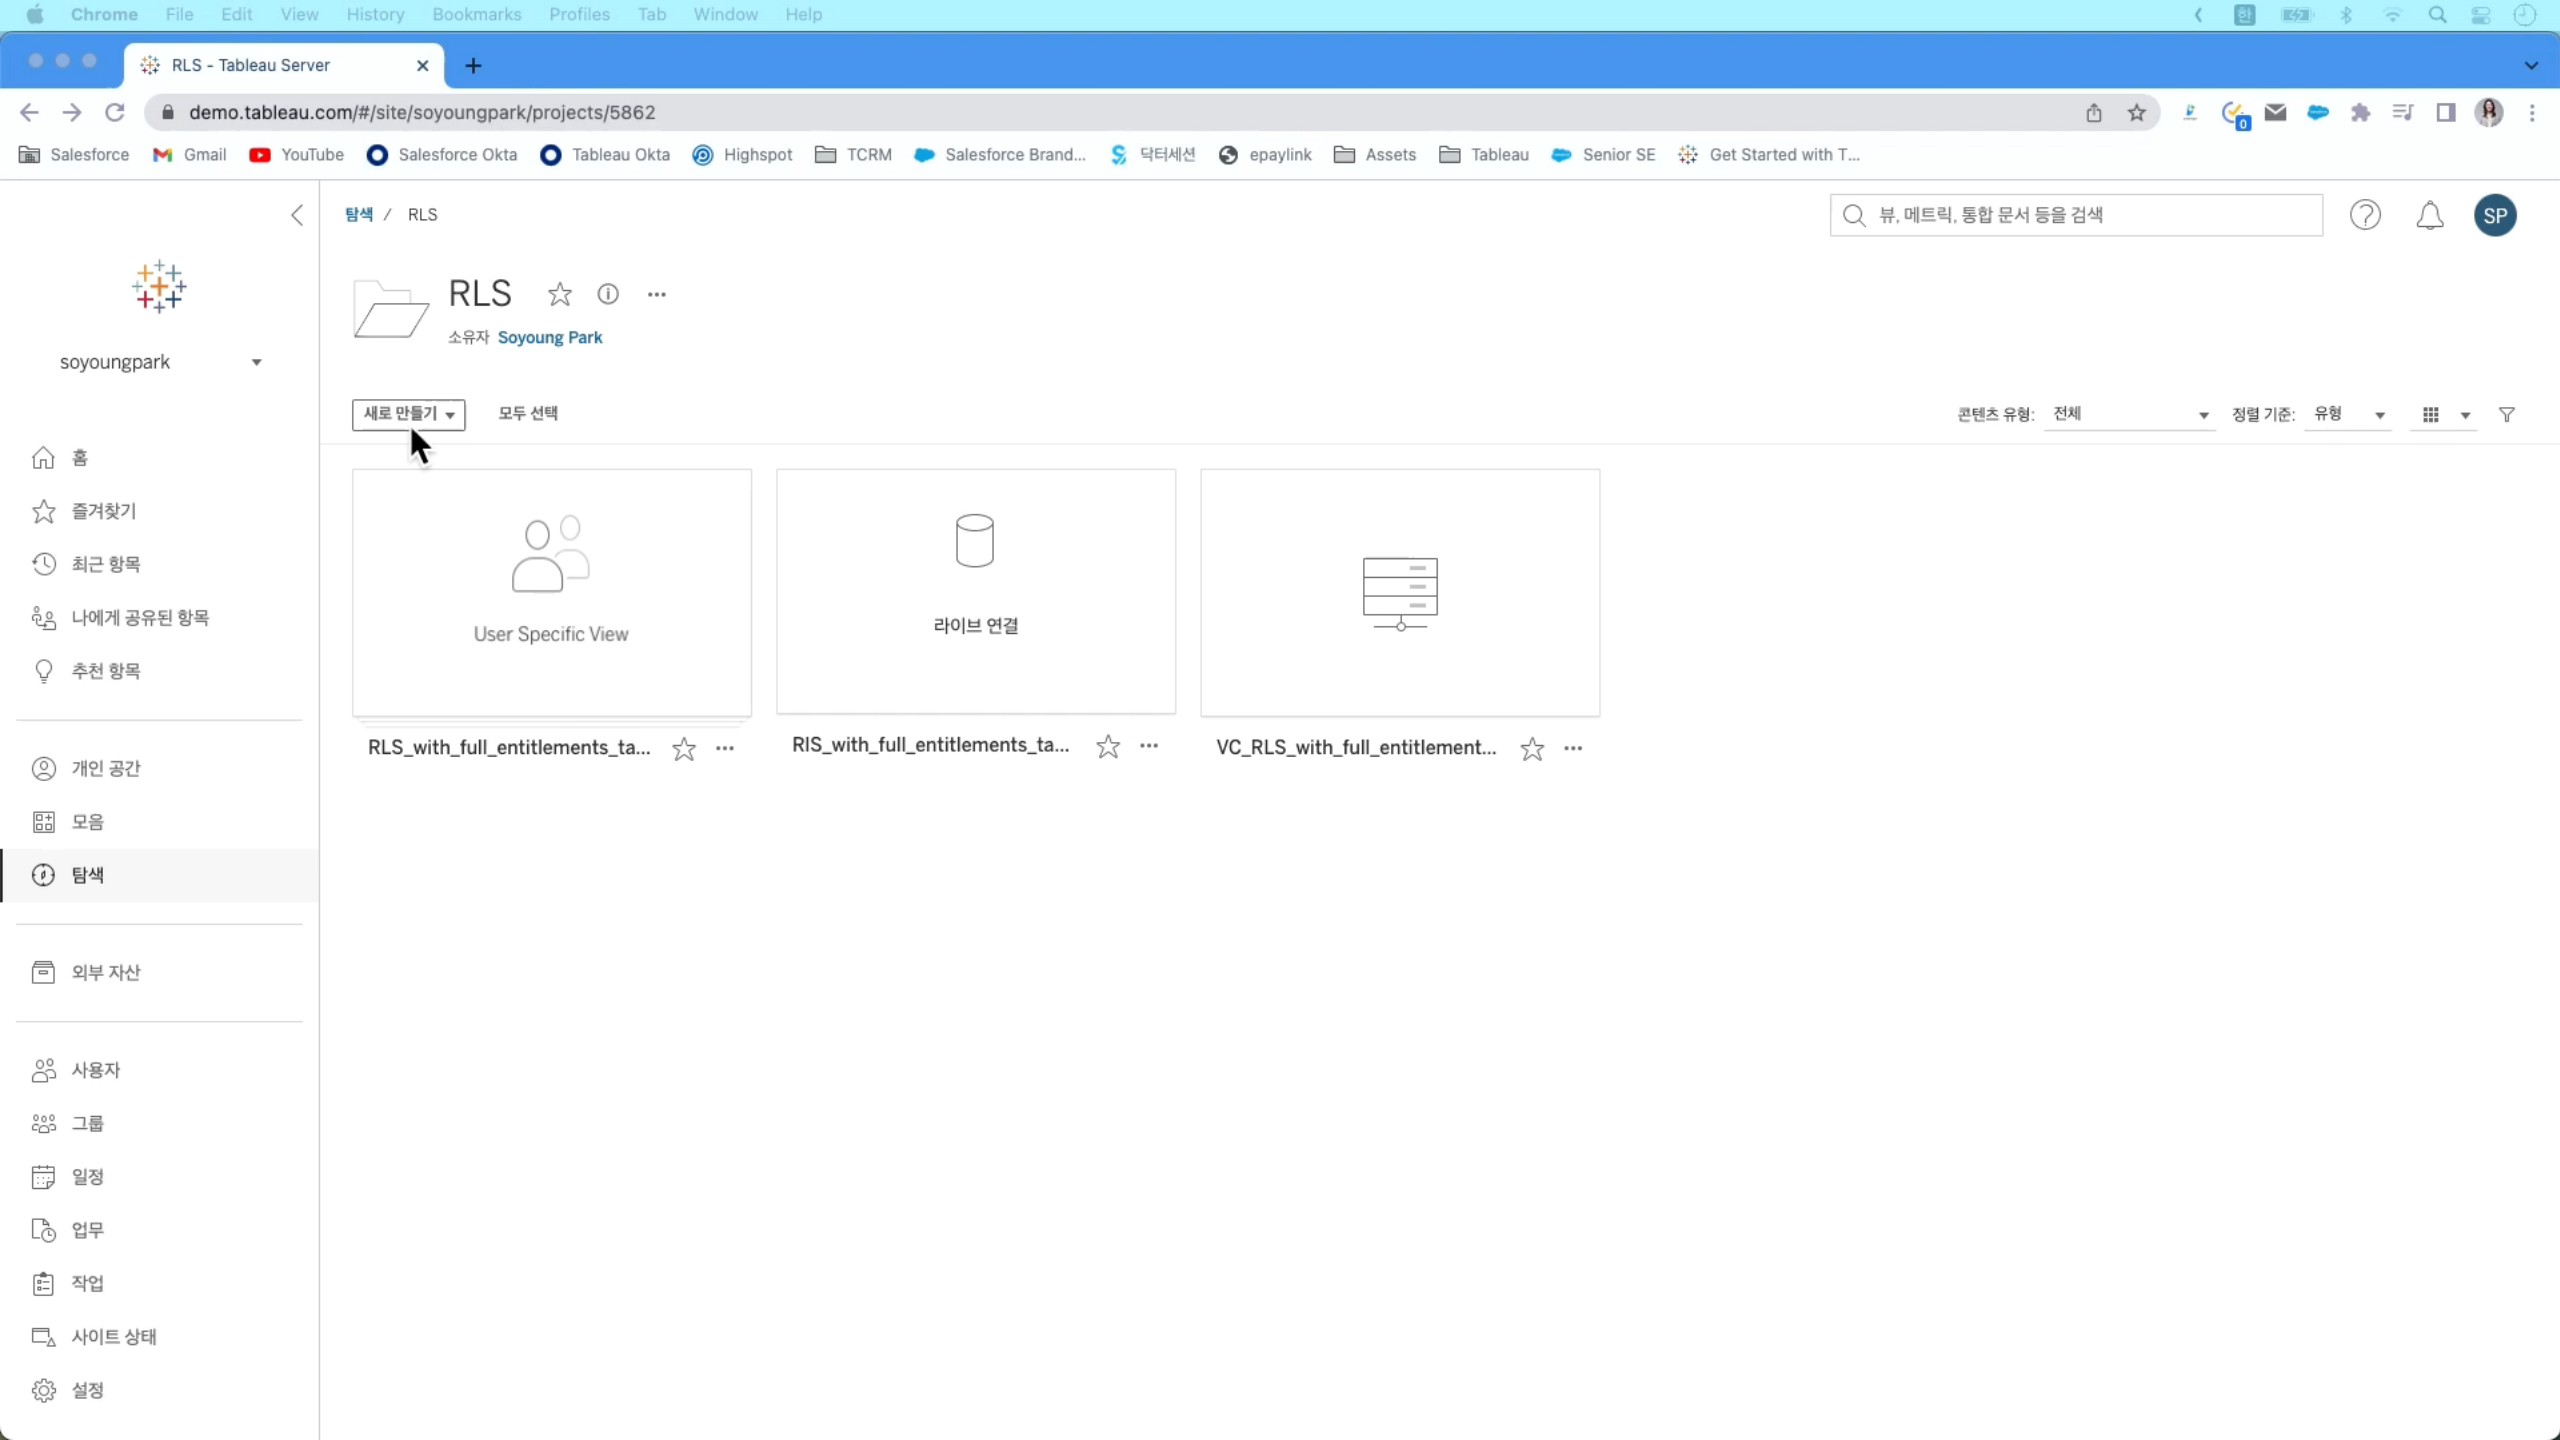 Chrome File Edit View History Bookmarks Profiles Tab Window Help 한
RLS - Tableau Server
demo.tableau.com/#/site/soyoungpark/projects/5862 0
Salesforce Gmail YouTube Salesforce Okta Tableau Okta Highspot TCRM Salesforce Brand... 닥터세션 epaylink Assets Tableau Senior SE Get Started with T...
탐색 / RLS
뷰, 메트릭, 통합 문서 등을 검색
SP
RLS
소유자 Soyoung Park
soyoungpark
새로 만들기 모두 선택 콘텐츠 유형: 전체 정렬 기준: 유형
홈
즐겨찾기
최근 항목
나에게 공유된 항목
추천 항목
개인 공간
모음
탐색
외부 자산
사용자
그룹
일정
업무
작업
사이트 상태
설정
User Specific View
RLS_with_full_entitlements_ta...
라이브 연결
RIS_with_full_entitlements_ta...
VC_RLS_with_full_entitlement...